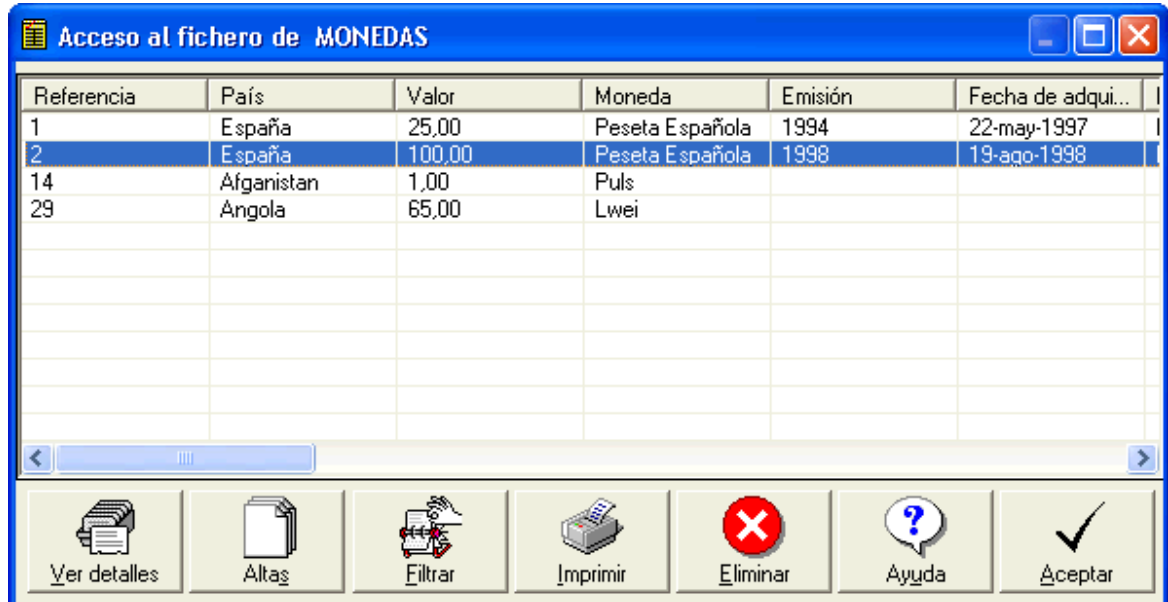 Acceso al fichero de MONEDAS
Referencia País Valor Moneda Emisión Fecha de adqui...
1 España 25,00 Peseta Española 1994 22-may-1997
2 España 100,00 Peseta Española 1998 19-ago-1998
14 Afganistan 1,00 Puls
29 Angola 65,00 Lwei
Ver detalles Altas Filtrar Imprimir Eliminar Ayuda Aceptar